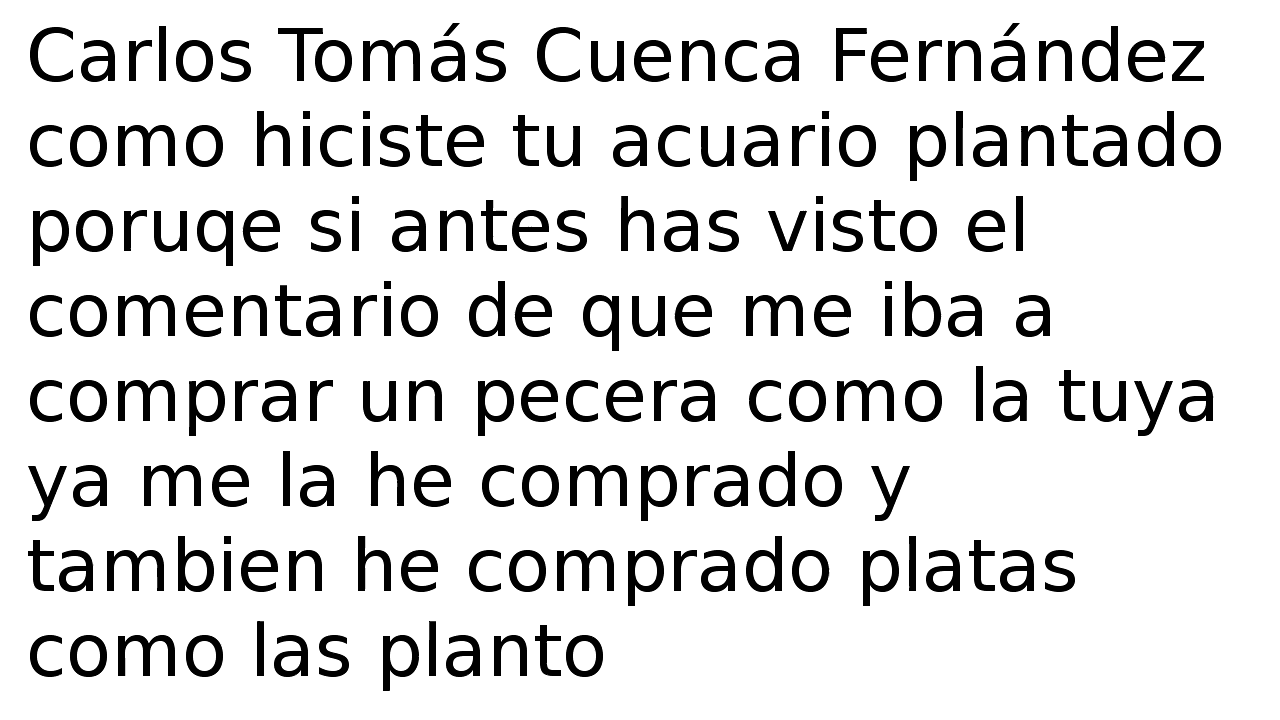 Carlos Tomás Cuenca Fernández
como hiciste tu acuario plantado
poruqe si antes has visto el
comentario de que me iba a
comprar un pecera como la tuya
ya me la he comprado y
tambien he comprado platas
como las planto